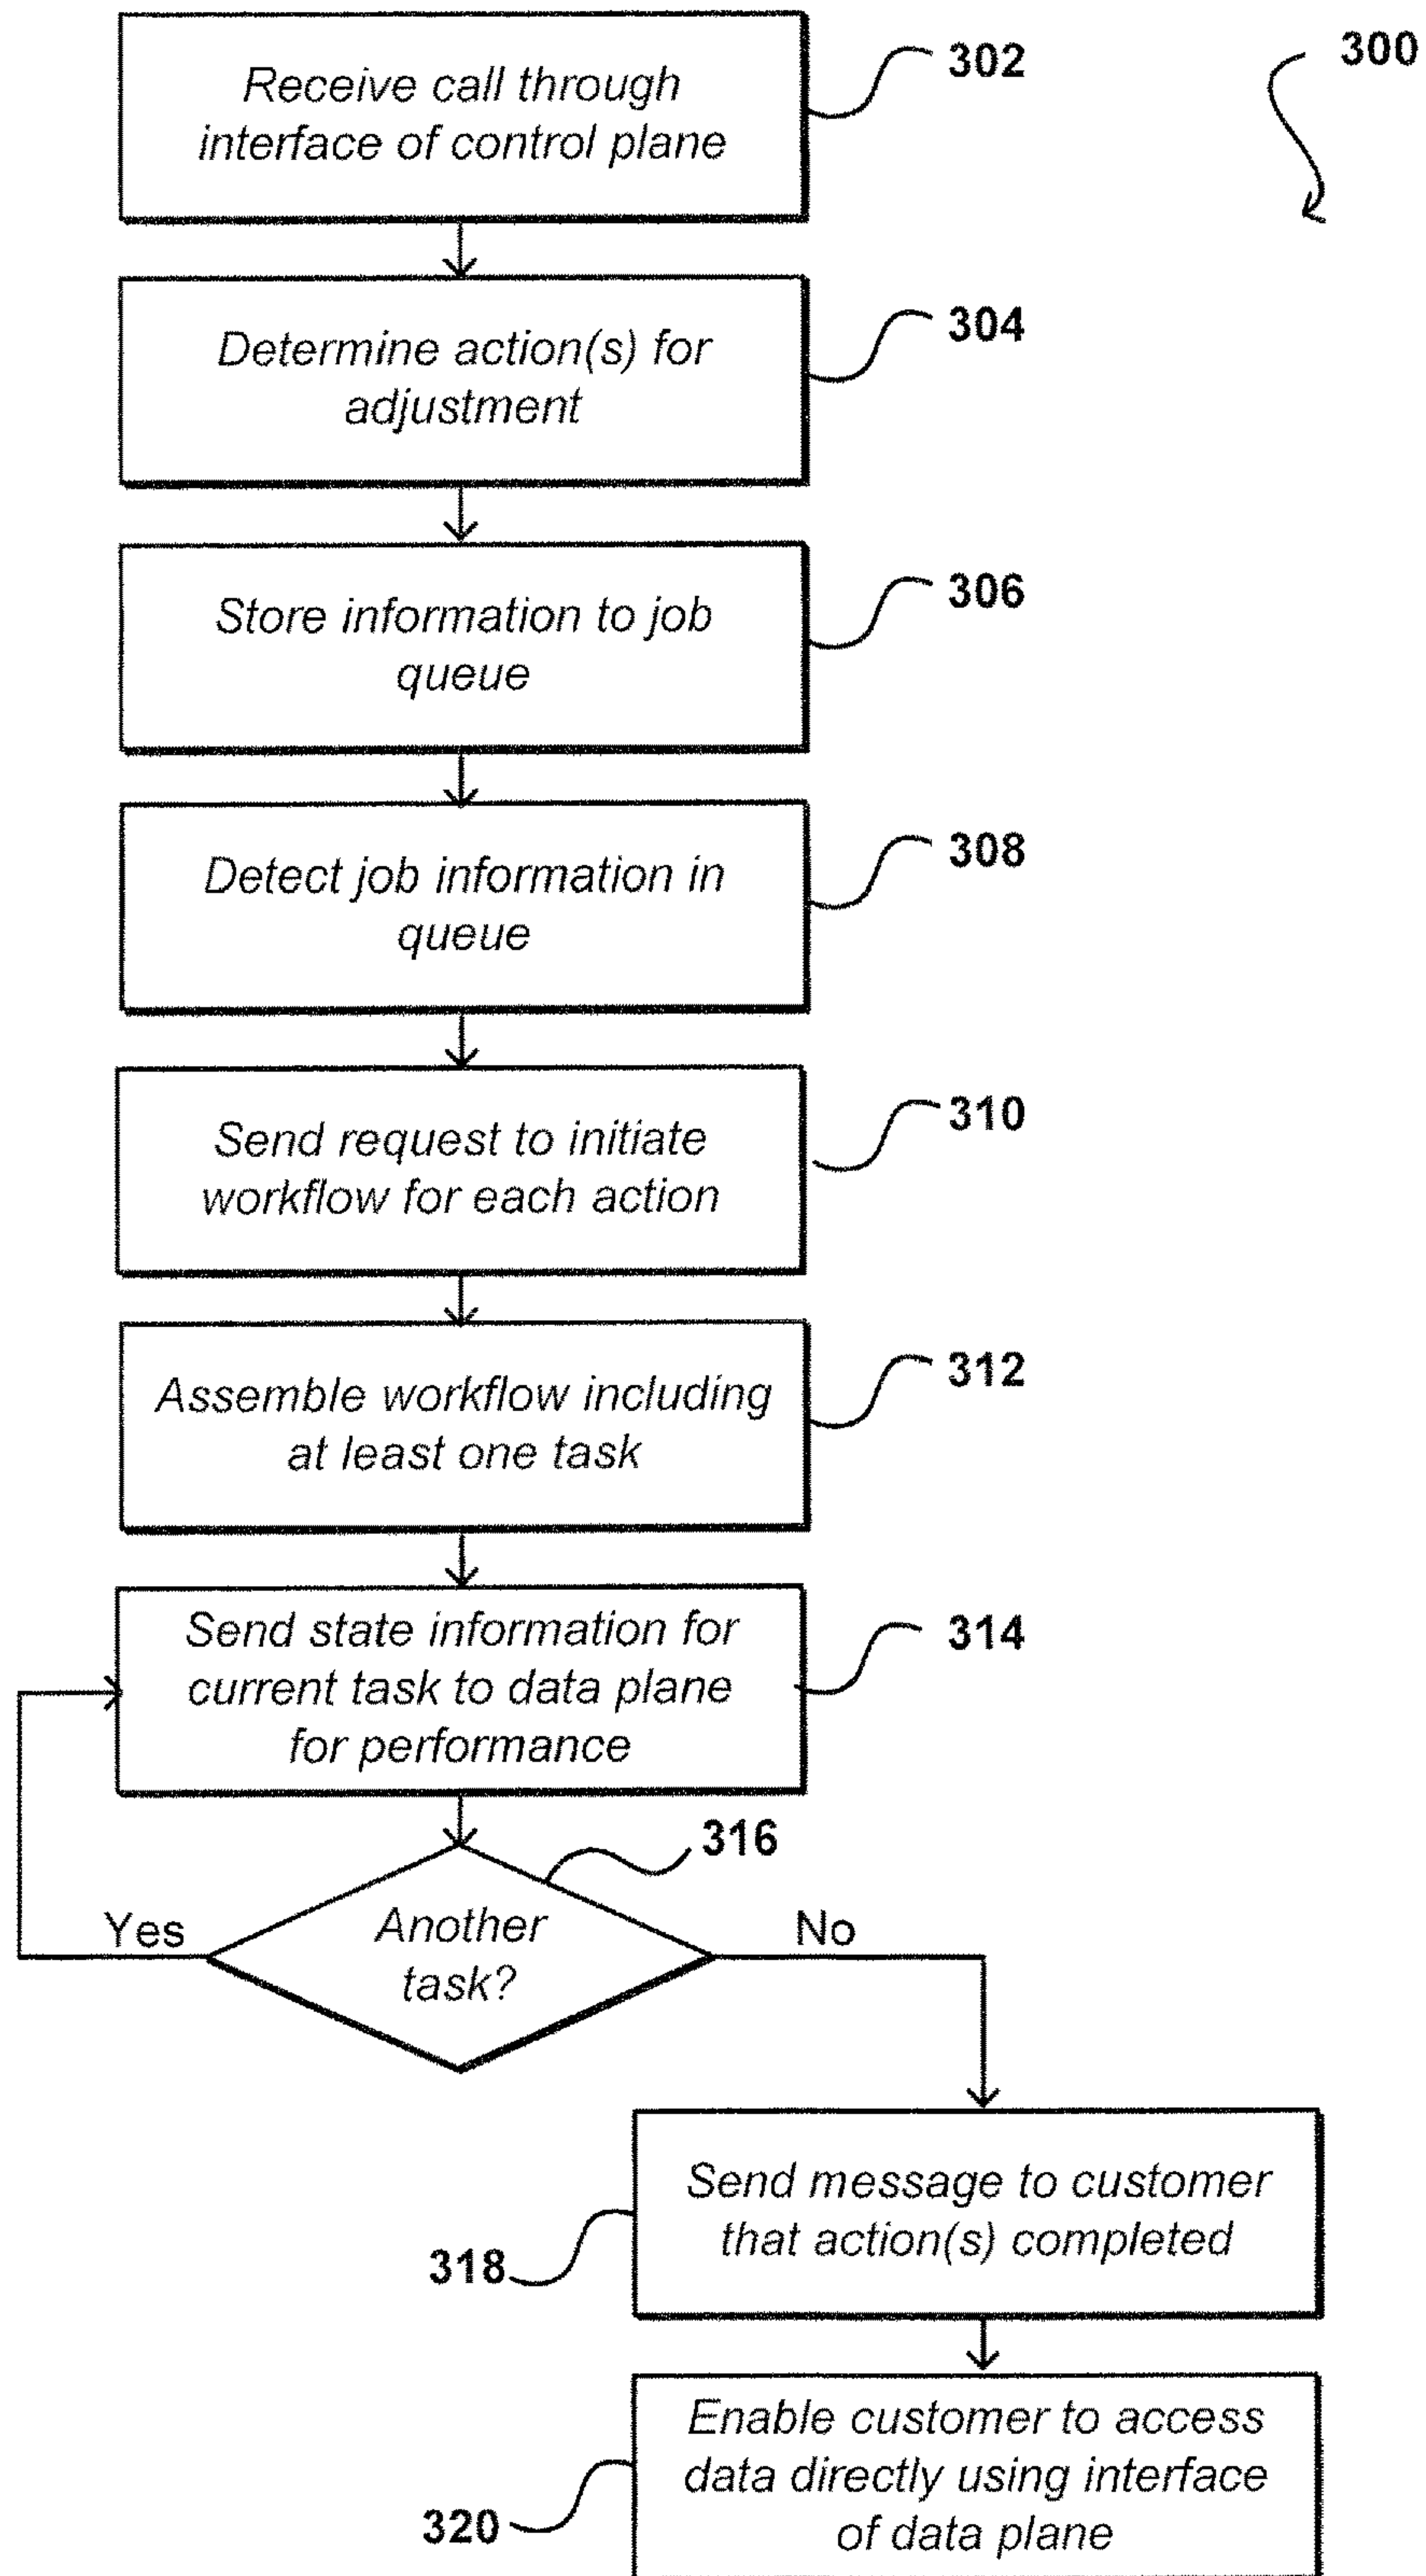 300
Receive call through
interface of control plane
302
Determine action(s) for
adjustment
304
Store information to job
queue
306
Detect job information in
queue
308
Send request to initiate
workflow for each action
310
Assemble workflow including
at least one task
312
Send state information for
current task to data plane
for performance
314
316
Another
task?
Yes
No
Send message to customer
that action(s) completed
318
Enable customer to access
data directly using interface
of data plane
320